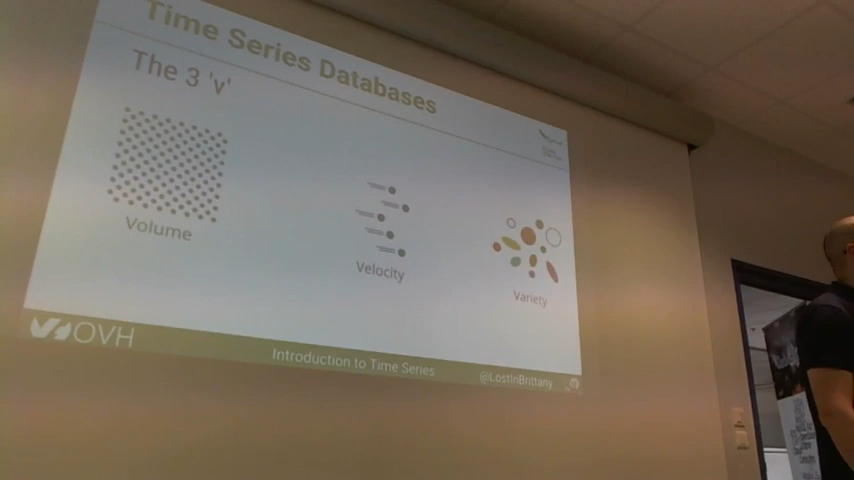 Time Series Databases
The 3 'v'
Volume
Velocity
Variety
OVH
Introduction to Time Series
@LostInBrittany